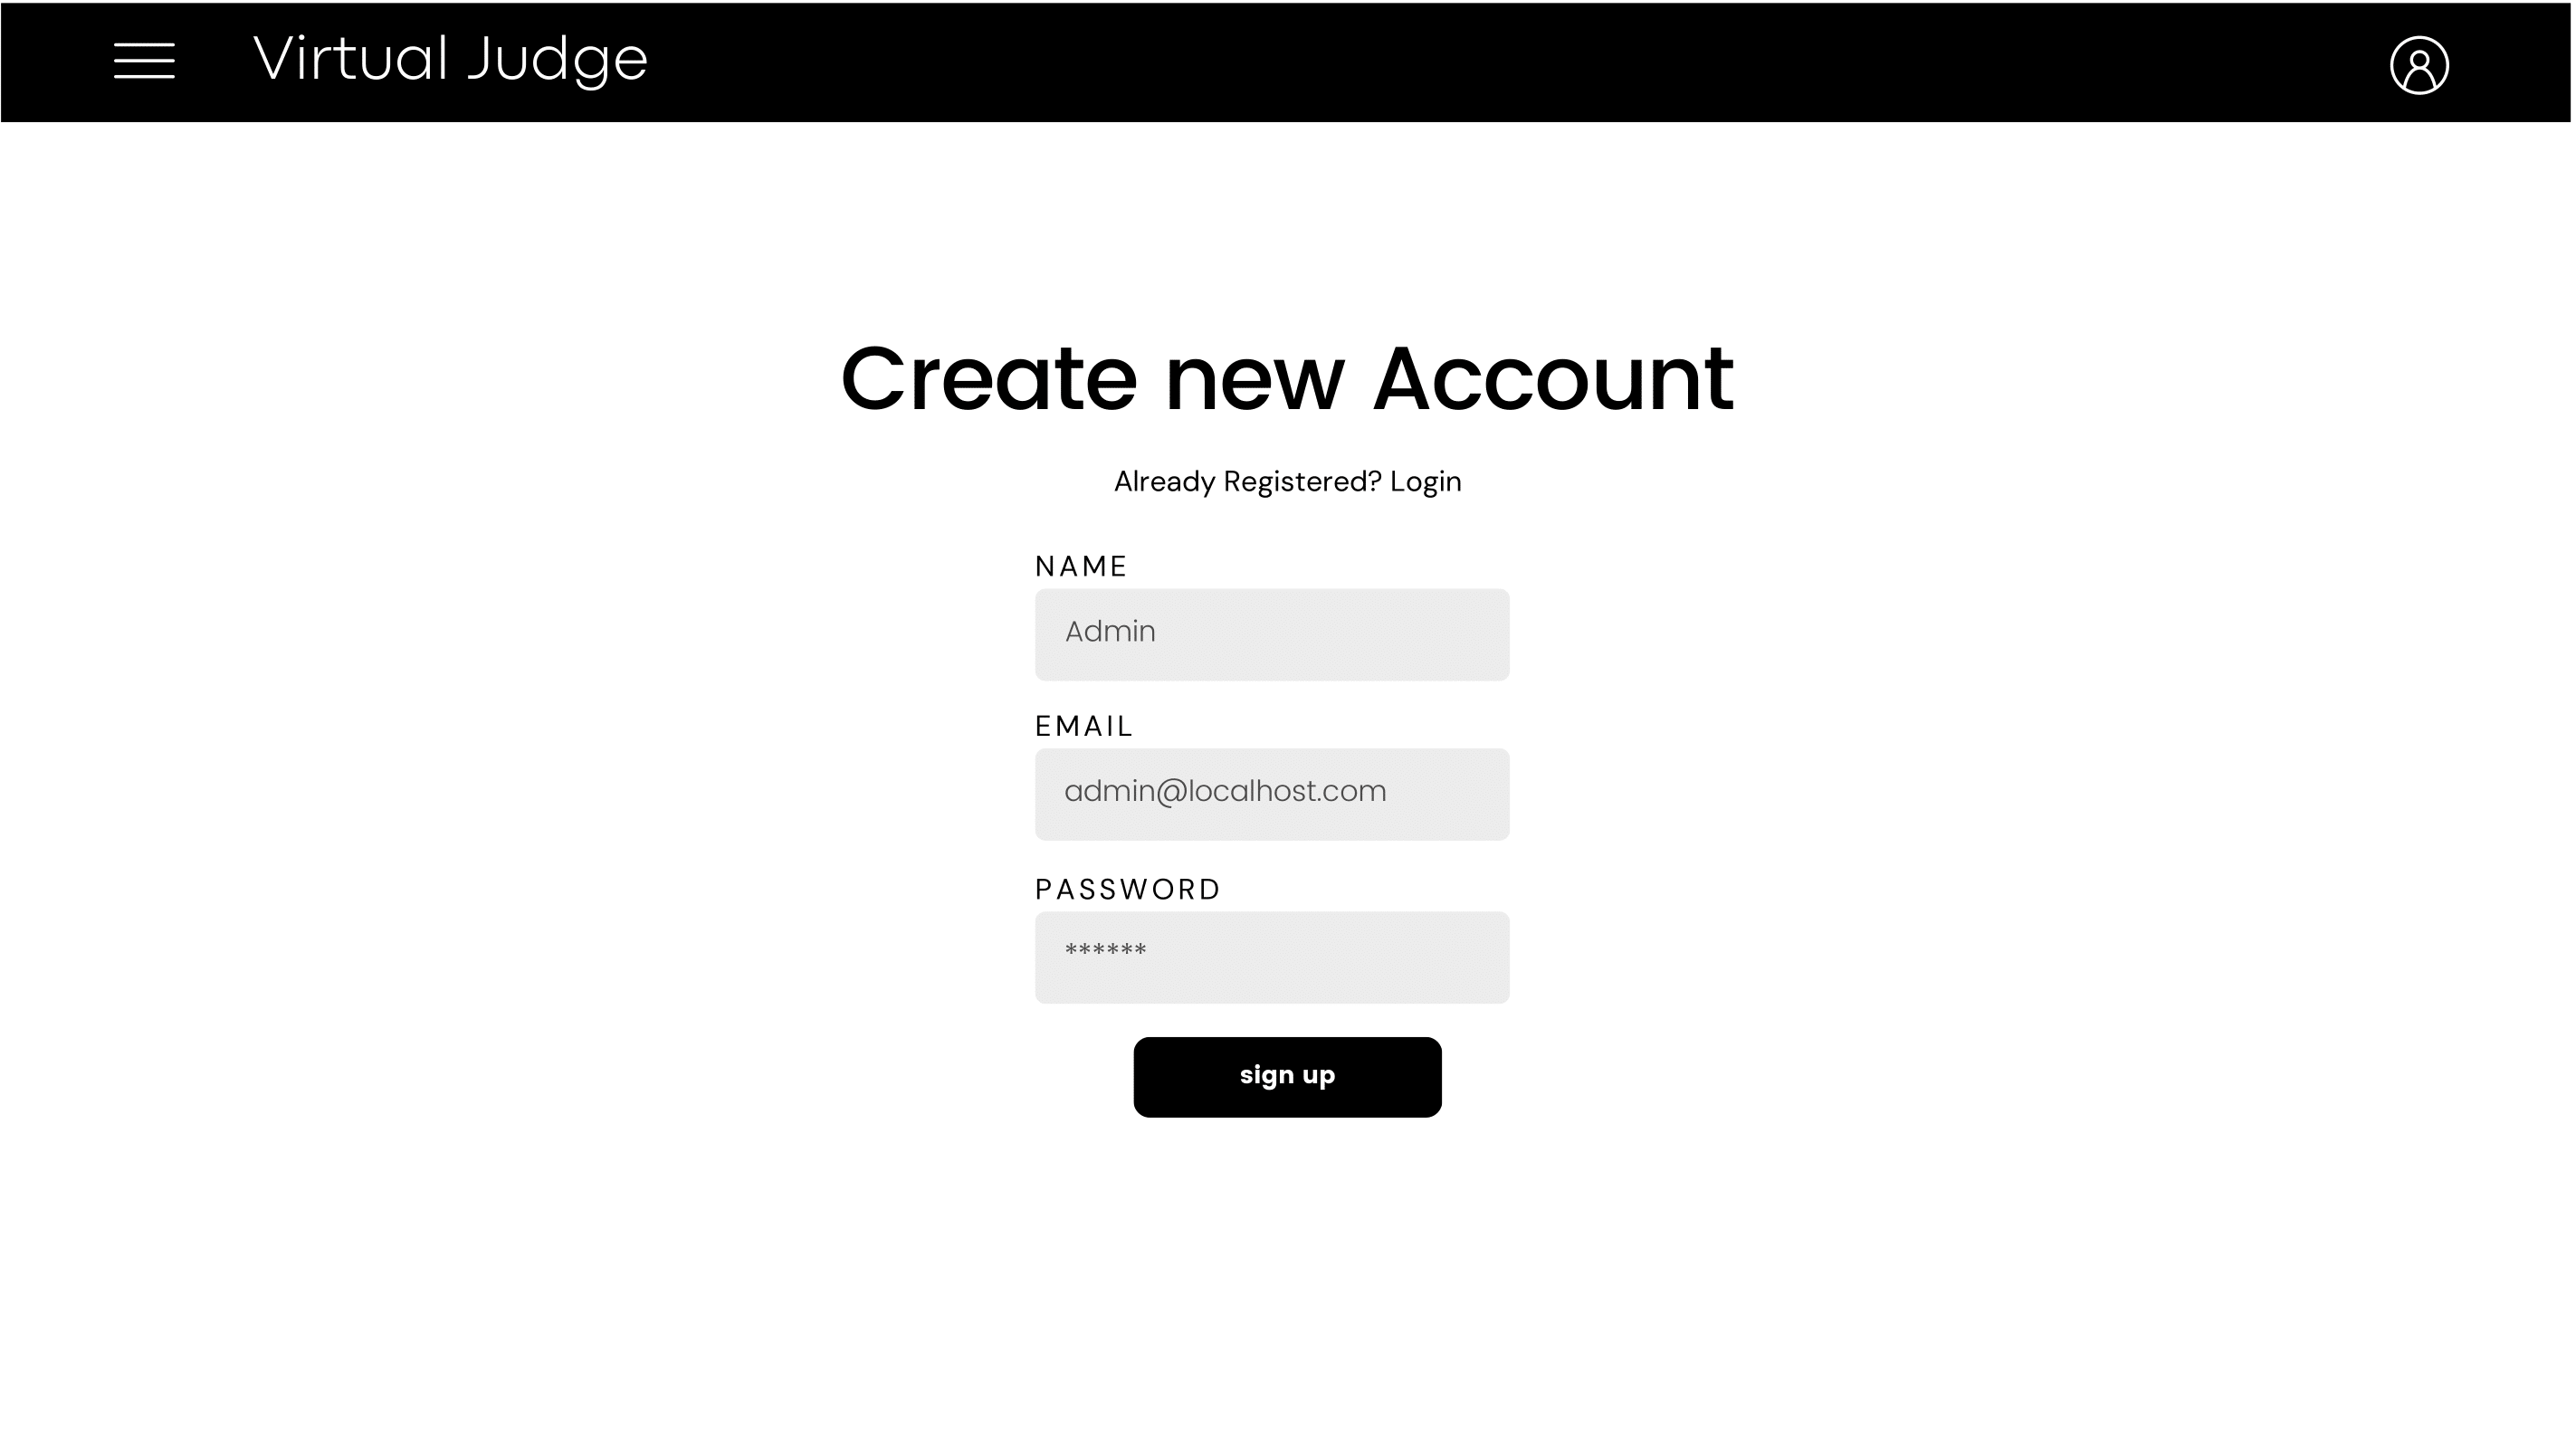 Virtual Judge
Create new Account
Already Registered? Login
NAME
Admin
EMAIL
admin@localhost.com
PASSWORD
******
sign up